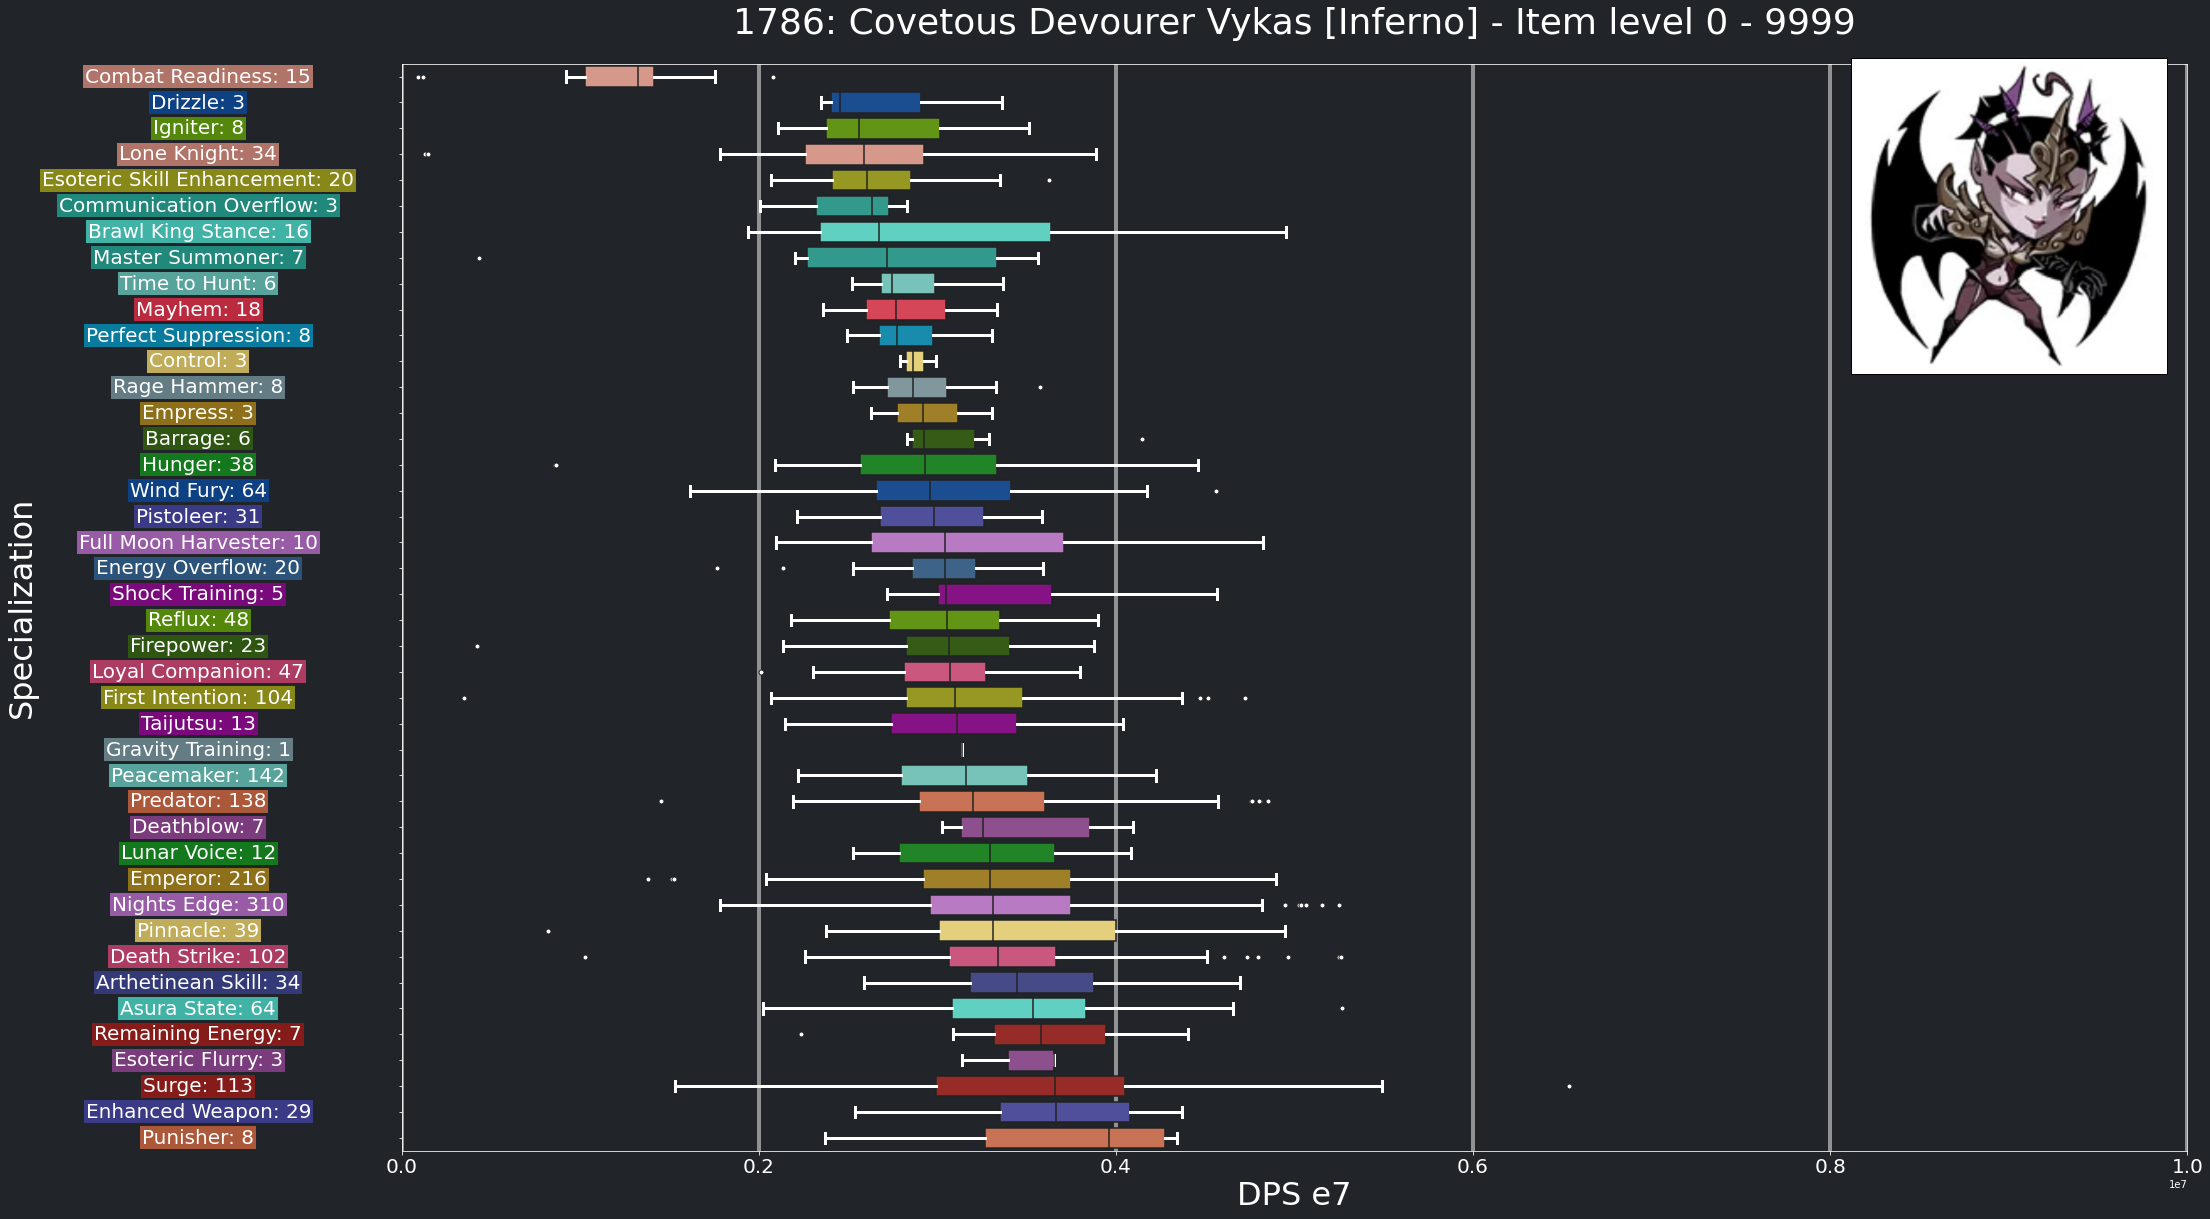 1786: Covetous Devourer Vykas [Inferno] - Item level 0 - 9999
Combat Readiness: 15
Drizzle: 3
Igniter: 8
Lone Knight: 34
Esoteric Skill Enhancement: 20
Communication Overflow: 3
Brawl King Stance: 16
Master Summoner: 7
Time to Hunt: 6
Mayhem: 18
Perfect Suppression: 8
Control: 3
Rage Hammer: 8
Empress: 3
Barrage: 6
Hunger: 38
Wind Fury: 64
Pistoleer: 31
Full Moon Harvester: 10
Energy Overflow: 20
Shock Training: 5
Reflux: 48
Firepower: 23
Loyal Companion: 47
First Intention: 104
Taijutsu: 13
Gravity Training: 1
Peacemaker: 142
Predator: 138
Deathblow: 7
Lunar Voice: 12
Emperor: 216
Nights Edge: 310
Pinnacle: 39
Death Strike: 102
Arthetinean Skill: 34
Asura State: 64
Remaining Energy: 7
Esoteric Flurry: 3
Surge: 113
Enhanced Weapon: 29
Punisher: 8
Specialization
0.0 0.2 0.4 0.6 0.8 1.0
1e7
DPS e7